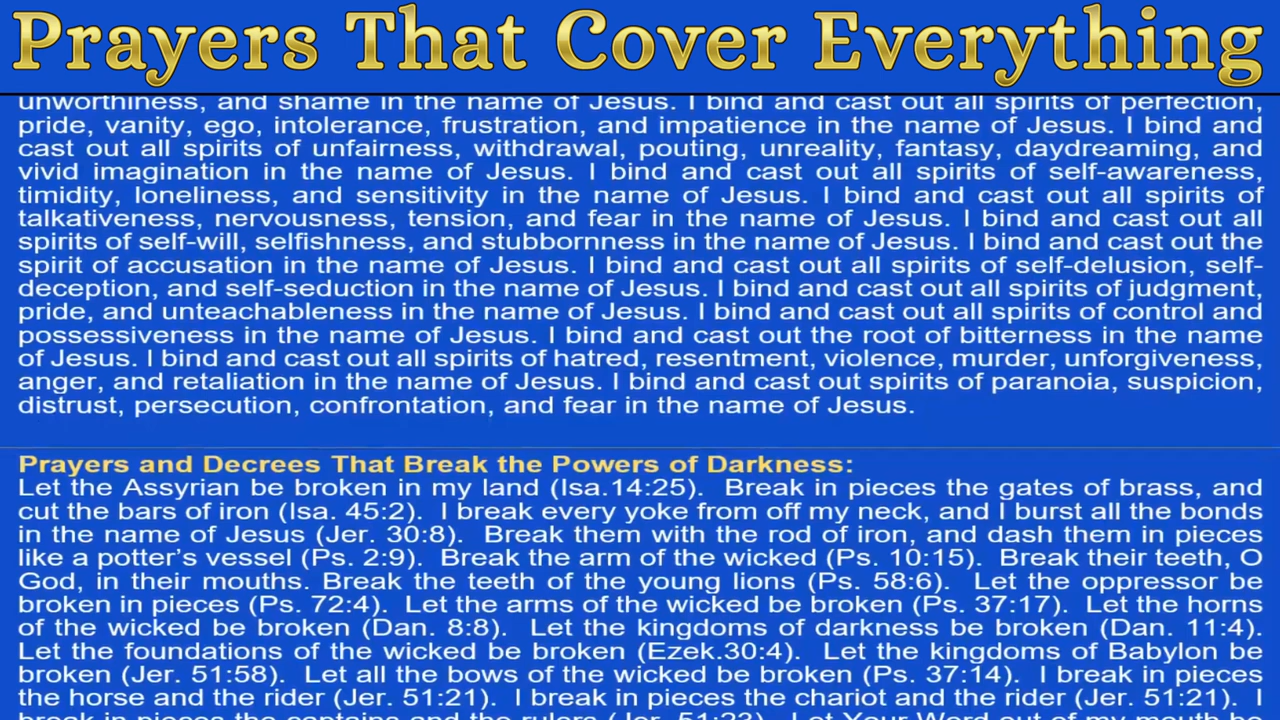 Prayers That Cover Everything
unworthiness, and shame in the name of Jesus. I bind and cast out all spirits of perfection,
pride, vanity, ego, intolerance, frustration, and impatience in the name of Jesus. I bind and
cast out all spirits of unfairness, withdrawal, pouting, unreality, fantasy, daydreaming, and
vivid imagination in the name of Jesus. I bind and cast out all spirits of self-awareness,
timidity, loneliness, and sensitivity in the name of Jesus. I bind and cast out all spirits of
talkativeness, nervousness, tension, and fear in the name of Jesus. I bind and cast out all
spirits of self-will, selfishness, and stubbornness in the name of Jesus. I bind and cast out the
spirit of accusation in the name of Jesus. I bind and cast out all spirits of self-delusion, self-
deception, and self-seduction in the name of Jesus. I bind and cast out all spirits of judgment,
pride, and unteachableness in the name of Jesus. I bind and cast out all spirits of control and
possessiveness in the name of Jesus. I bind and cast out the root of bitterness in the name
of Jesus. I bind and cast out all spirits of hatred, resentment, violence, murder, unforgiveness,
anger, and retaliation in the name of Jesus. I bind and cast out spirits of paranoia, suspicion,
distrust, persecution, confrontation, and fear in the name of Jesus.
Prayers and Decrees That Break the Powers of Darkness:
Let the Assyrian be broken in my land (Isa.14:25). Break in pieces the gates of brass, and
cut the bars of iron (Isa. 45:2). I break every yoke from off my neck, and I burst all the bonds
in the name of Jesus (Jer. 30:8). Break them with the rod of iron, and dash them in pieces
like a potter's vessel (Ps. 2:9). Break the arm of the wicked (Ps. 10:15). Break their teeth, O
God, in their mouths. Break the teeth of the young lions (Ps. 58:6). Let the oppressor be
broken in pieces (Ps. 72:4). Let the arms of the wicked be broken (Ps. 37:17). Let the horns
of the wicked be broken (Dan. 8:8). Let the kingdoms of darkness be broken (Dan. 11:4).
Let the foundations of the wicked be broken (Ezek.30:4). Let the kingdoms of Babylon be
broken (Jer. 51:58). Let all the bows of the wicked be broken (Ps. 37:14). I break in pieces
the horse and the rider (Jer. 51:21). I break in pieces the chariot and the rider (Jer. 51:21). I
break in pieces the captains and the rulers (Jer. 51:23). Let Your Word out of my mouth be